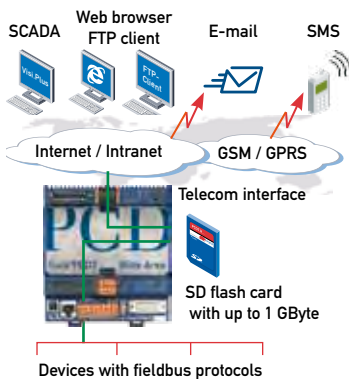 SCADA
Web browser
FTP client
E-mail
SMS
Visi.Plus
FTP-
Client
Internet / Intranet
GSM / GPRS
Telecom interface
PCD
SD flash card
with up to 1 GByte
Devices with fieldbus protocols